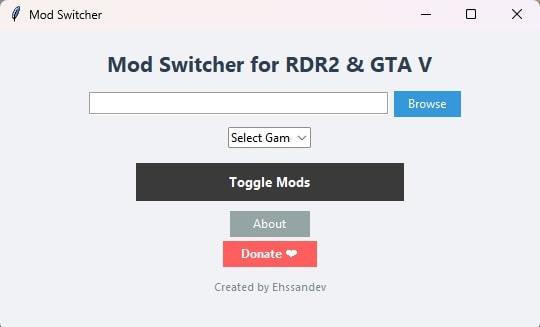 Mod Switcher
Mod Switcher for RDR2 & GTA V
Browse
Select Gam
Toggle Mods
About
Donate ❤
Created by Ehssandev